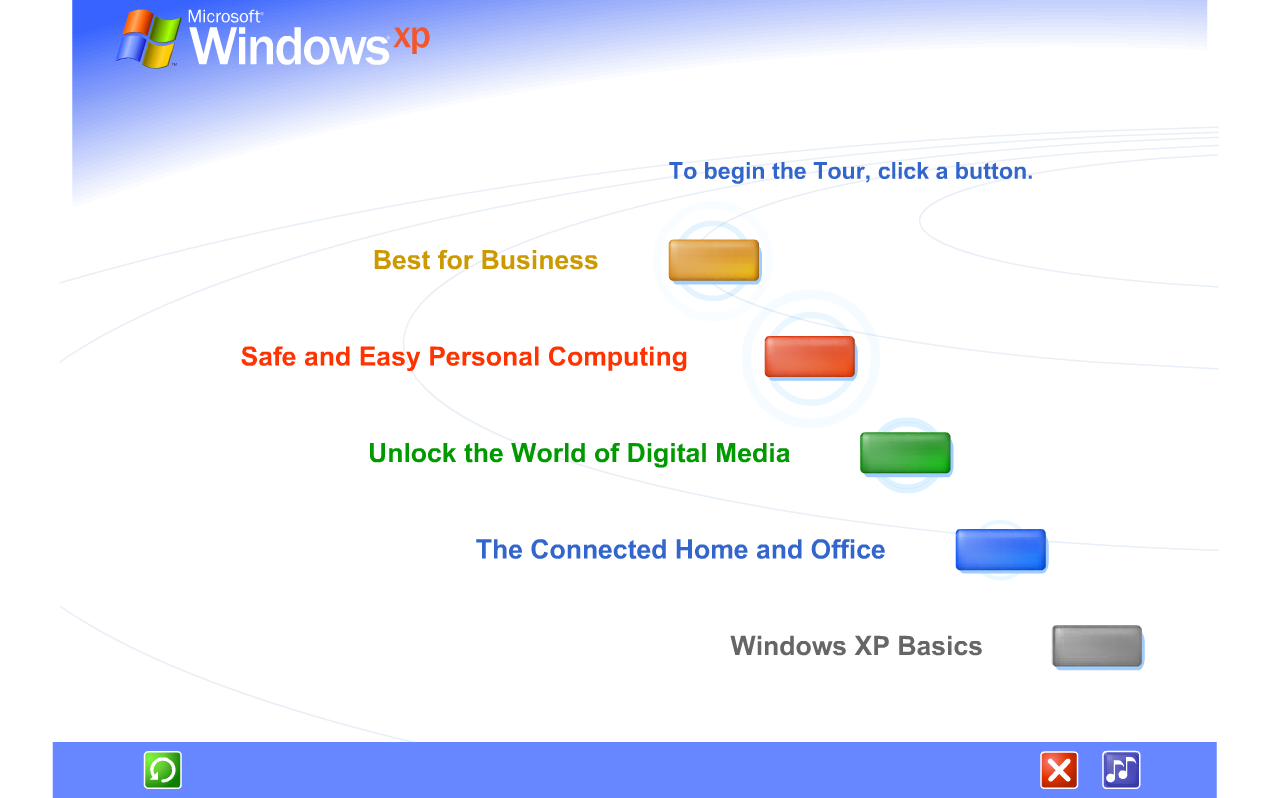 Microsoft®
Windows xp
To begin the Tour, click a button.
Best for Business
Safe and Easy Personal Computing
Unlock the World of Digital Media
The Connected Home and Office
Windows XP Basics